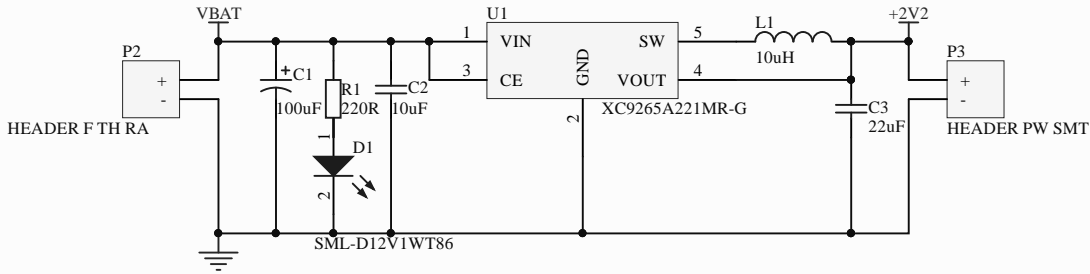 VBAT
U1
L1
+2V2
P2
1
VIN
SW
5
P3
+
-
+
C1
100uF
R1
220R
C2
10uF
3
CE
GND
VOUT
4
10uH
+
-
2
XC9265A221MR-G
C3
22uF
HEADER F TH RA
HEADER PW SMT
1
D1
2
SML-D12V1WT86